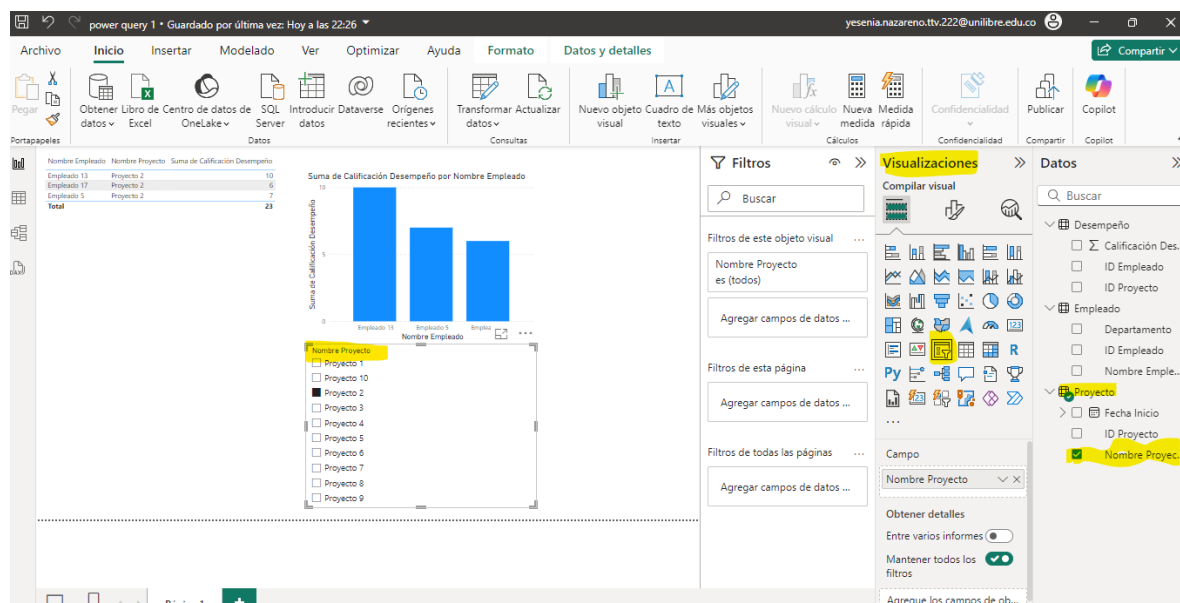 power query 1 • Guardado por última vez: Hoy a las 22:26
yesenia.nazareno.ttv.222@unilibre.edu.co
Archivo Inicio Insertar Modelado Ver Optimizar Ayuda Formato Datos y detalles
Compartir
Pegar
Obtener datos
Libro de Excel
Centro de datos de OneLake
SQL Server
Introducir datos
Dataverse
Orígenes recientes
Transformar datos
Actualizar
Nuevo objeto visual
Cuadro de texto
Más objetos visuales
Nuevo cálculo visual
Nueva medida
Medida rápida
Confidencialidad
Publicar
Copilot
Portapapeles Datos Consultas Insertar Cálculos Confidencialidad Compartir Copilot
Nombre Empleado Nombre Proyecto Suma de Calificación Desempeño
Empleado 13 Proyecto 2 10
Empleado 17 Proyecto 2 6
Empleado 5 Proyecto 2 7
Total 23
Suma de Calificación Desempeño por Nombre Empleado
Suma de Calificación Desempeño
10
5
0
Empleado 13 Empleado 5 Emplea
Nombre Empleado
Nombre Proyecto
Proyecto 1
Proyecto 10
Proyecto 2
Proyecto 3
Proyecto 4
Proyecto 5
Proyecto 6
Proyecto 7
Proyecto 8
Proyecto 9
Filtros
Buscar
Filtros de este objeto visual ...
Nombre Proyecto
es (todos)
Agregar campos de datos ...
Filtros de esta página ...
Agregar campos de datos ...
Filtros de todas las páginas ...
Agregar campos de datos ...
Visualizaciones
Compilar visual
123
R
Py
123
...
Campo
Nombre Proyecto
Obtener detalles
Entre varios informes
Mantener todos los
filtros
Agregue los campos de ob...
Datos
Buscar
Desempeño
Σ Calificación Des.
ID Empleado
ID Proyecto
Empleado
Departamento
ID Empleado
Nombre Emple..
Proyecto
Fecha Inicio
ID Proyecto
Nombre Proyec..
Página 1
+